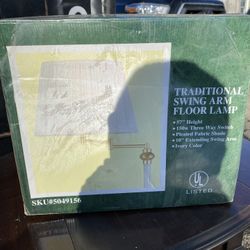 TRADITIONAL
SWING ARM
FLOOR LAMP
• 57" Height
• 150w Three Way Switch
• Pleated Fabric Shade
• 10" Extending Swing Arm
• Ivory Color
UL
LISTED
SKU#5049156